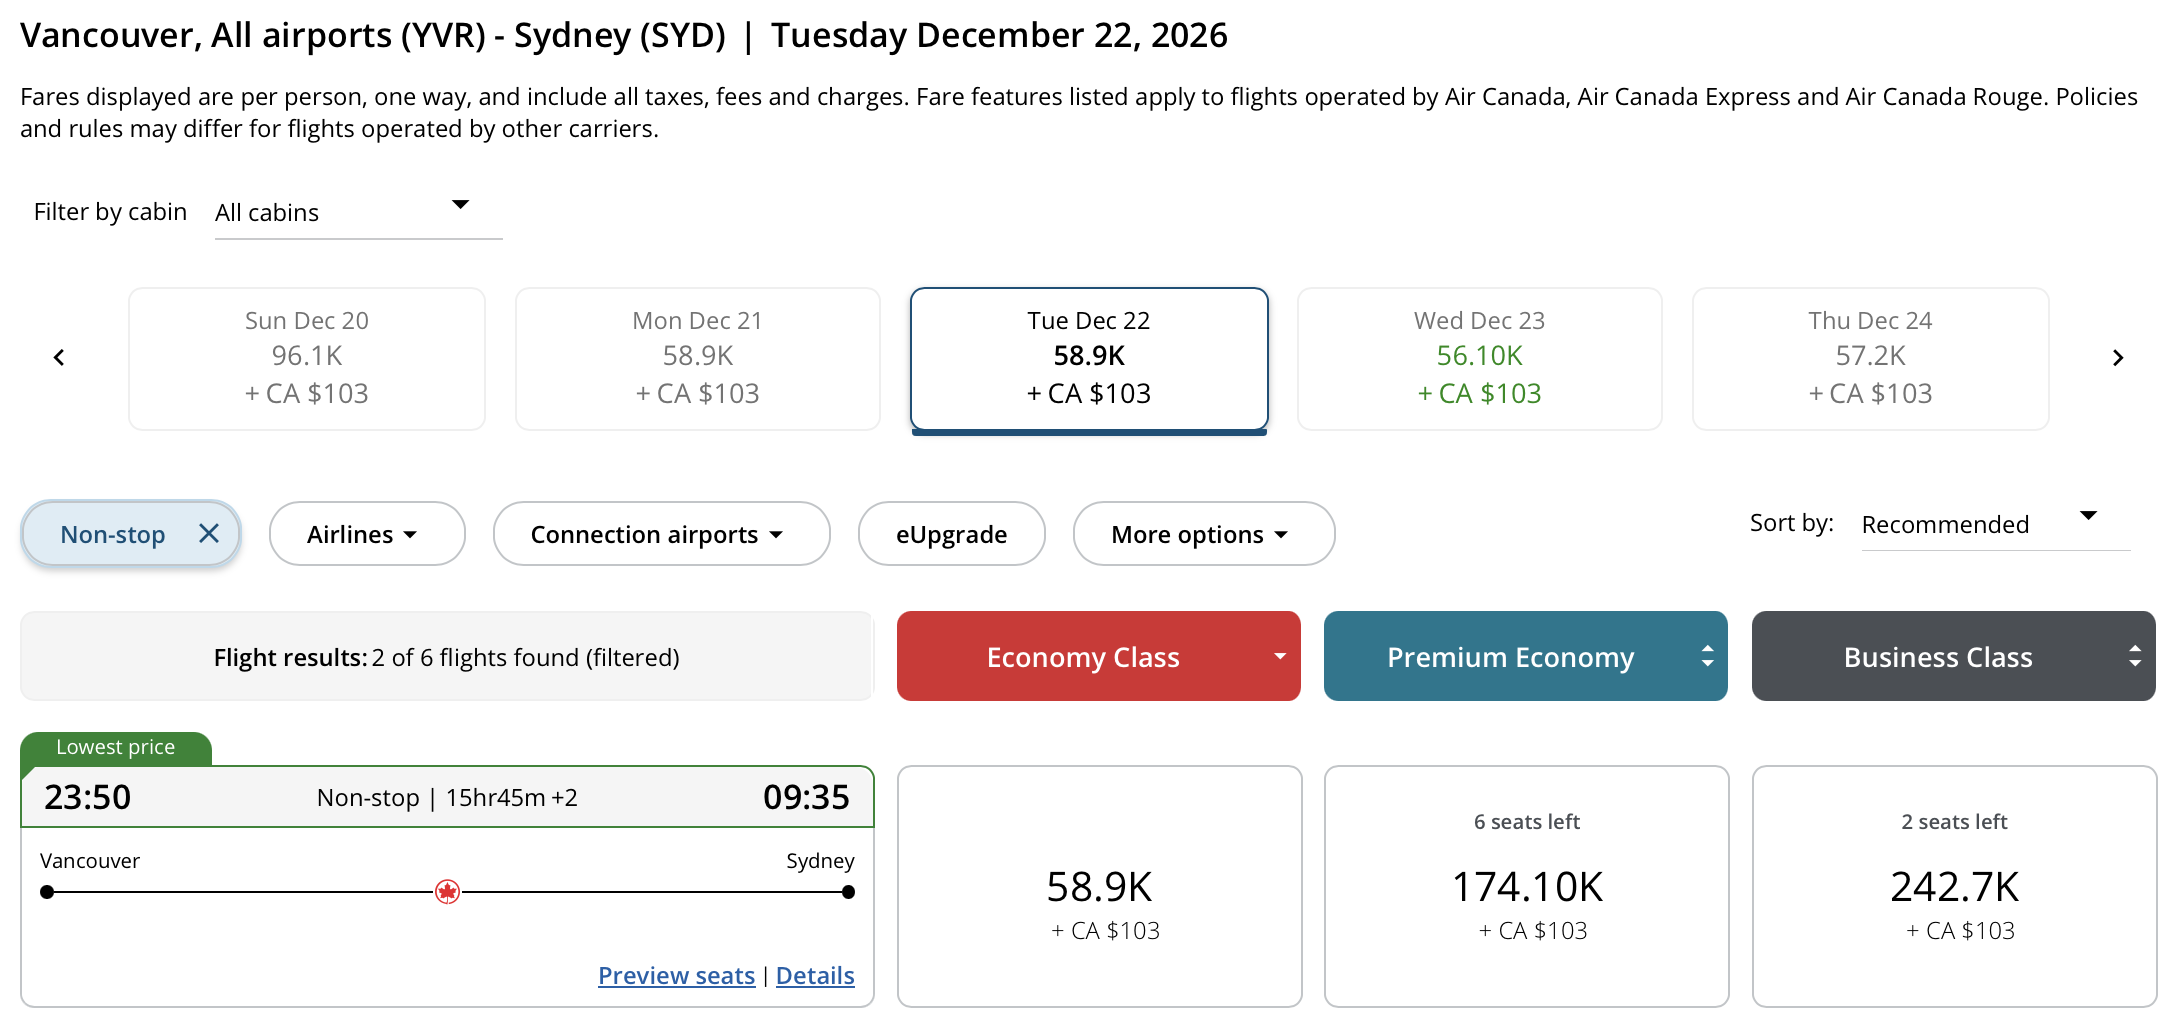 Vancouver, All airports (YVR) - Sydney (SYD) | Tuesday December 22, 2026
Fares displayed are per person, one way, and include all taxes, fees and charges. Fare features listed apply to flights operated by Air Canada, Air Canada Express and Air Canada Rouge. Policies
and rules may differ for flights operated by other carriers.
Filter by cabin All cabins
Sun Dec 20
96.1K
+ CA $103
Mon Dec 21
58.9K
+ CA $103
Tue Dec 22
58.9K
+ CA $103
Wed Dec 23
56.10K
+ CA $103
Thu Dec 24
57.2K
+ CA $103
Non-stop Airlines Connection airports eUpgrade More options Sort by: Recommended
Flight results: 2 of 6 flights found (filtered) Economy Class Premium Economy Business Class
Lowest price
23:50 Non-stop | 15hr45m +2 09:35
Vancouver Sydney
Preview seats | Details
58.9K
+ CA $103
6 seats left
174.10K
+ CA $103
2 seats left
242.7K
+ CA $103